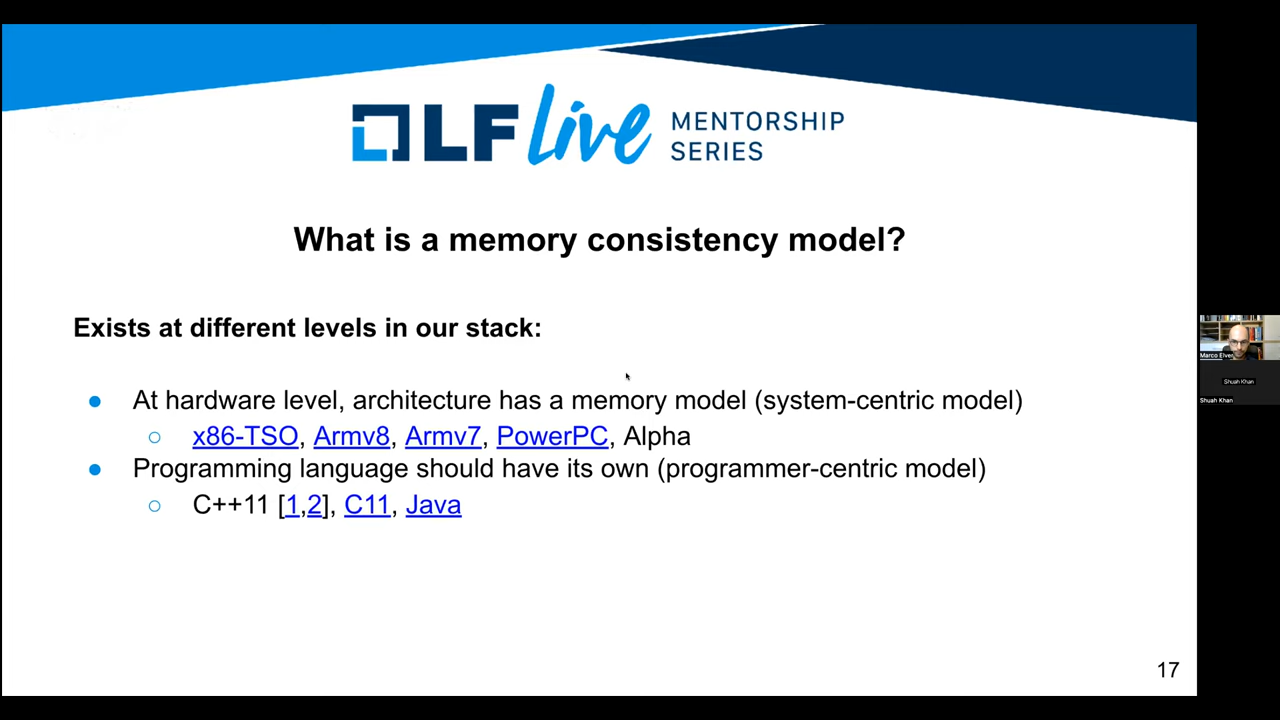 LF Live MENTORSHIP
SERIES
What is a memory consistency model?
Exists at different levels in our stack:
● At hardware level, architecture has a memory model (system-centric model)
○ x86-TSO, Armv8, Armv7, PowerPC, Alpha
● Programming language should have its own (programmer-centric model)
○ C++11 [1,2], C11, Java
17
Marco Elver
Shuah Khan
Shuah Khan